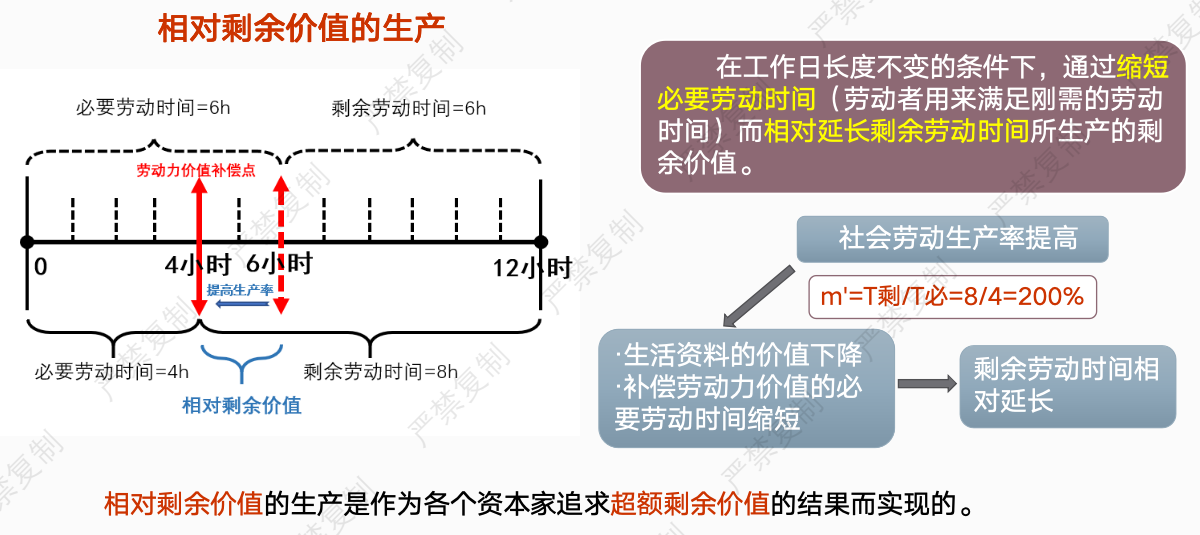 相对剩余价值的生产
必要劳动时间=6h
剩余劳动时间=6h
劳动力价值补偿点
0
4小时
6小时
12小时
提高生产率
必要劳动时间=4h
剩余劳动时间=8h
相对剩余价值
在工作日长度不变的条件下，通过缩短
必要劳动时间（劳动者用来满足刚需的劳动
时间）而相对延长剩余劳动时间所生产的剩
余价值。
社会劳动生产率提高
m'=T剩/T必=8/4=200%
·生活资料的价值下降
·补偿劳动力价值的必
要劳动时间缩短
剩余劳动时间相
对延长
相对剩余价值的生产是作为各个资本家追求超额剩余价值的结果而实现的。
严禁复制
严禁复制
严禁复制
严禁复制
严禁复制
严禁复制
严禁复制
严禁复制
严禁复制
严禁复制